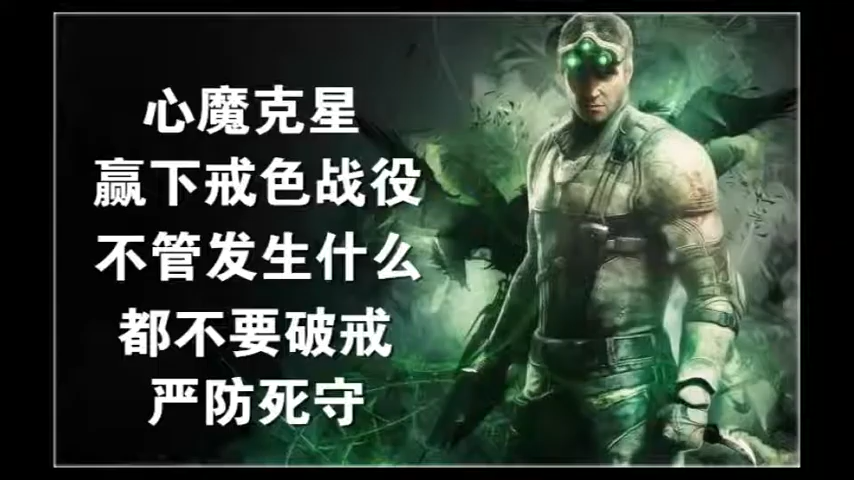 心魔克星
赢下戒色战役
不管发生什么
都不要破戒
严防死守